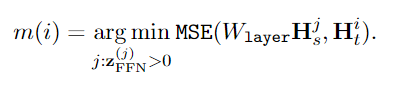 m(i) = arg min MSE(W_layer H_s^j, H_t^i).
j:z_FFN^(j)>0